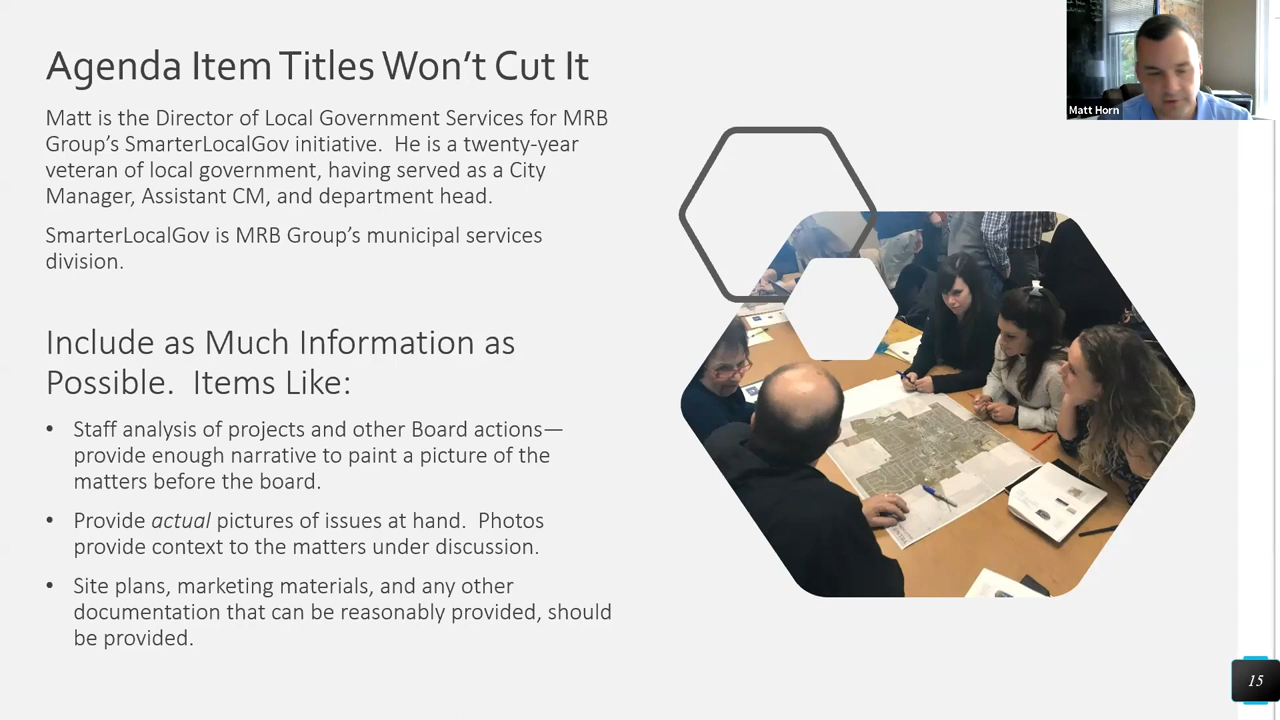 Agenda Item Titles Won't Cut It
Matt is the Director of Local Government Services for MRB
Group's SmarterLocalGov initiative. He is a twenty-year
veteran of local government, having served as a City
Manager, Assistant CM, and department head.
SmarterLocalGov is MRB Group's municipal services
division.
Include as Much Information as
Possible. Items Like:
• Staff analysis of projects and other Board actions—
provide enough narrative to paint a picture of the
matters before the board.
• Provide actual pictures of issues at hand. Photos
provide context to the matters under discussion.
• Site plans, marketing materials, and any other
documentation that can be reasonably provided, should
be provided.
Matt Horn
15